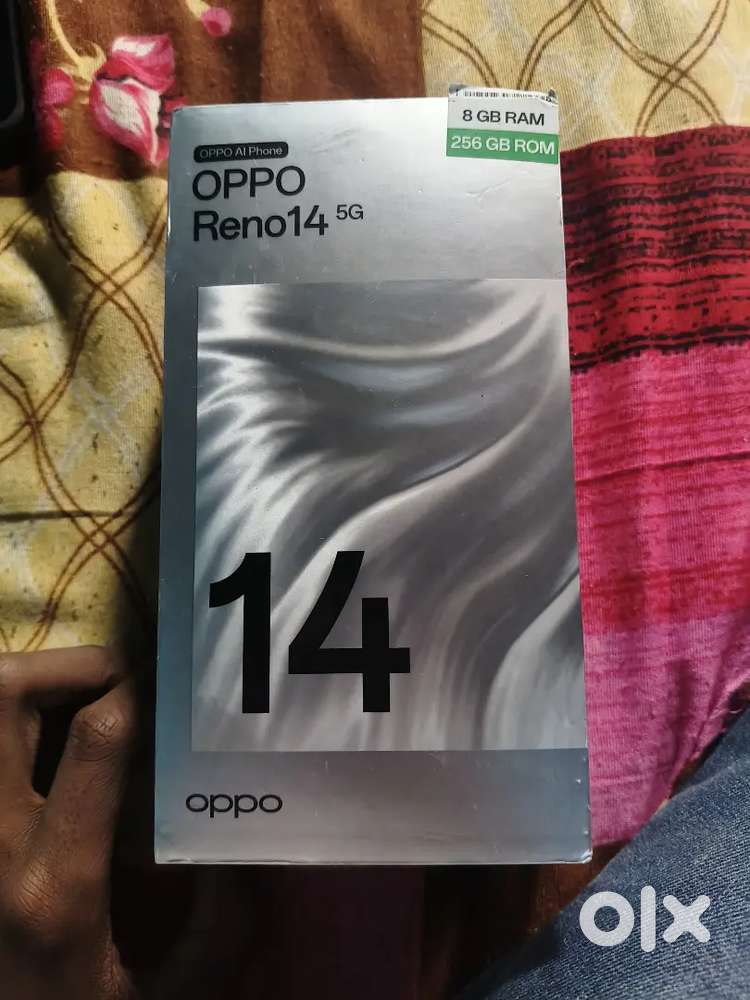 8 GB RAM
256 GB ROM
OPPO AI Phone
OPPO
Reno14 5G
14
oppo
olx